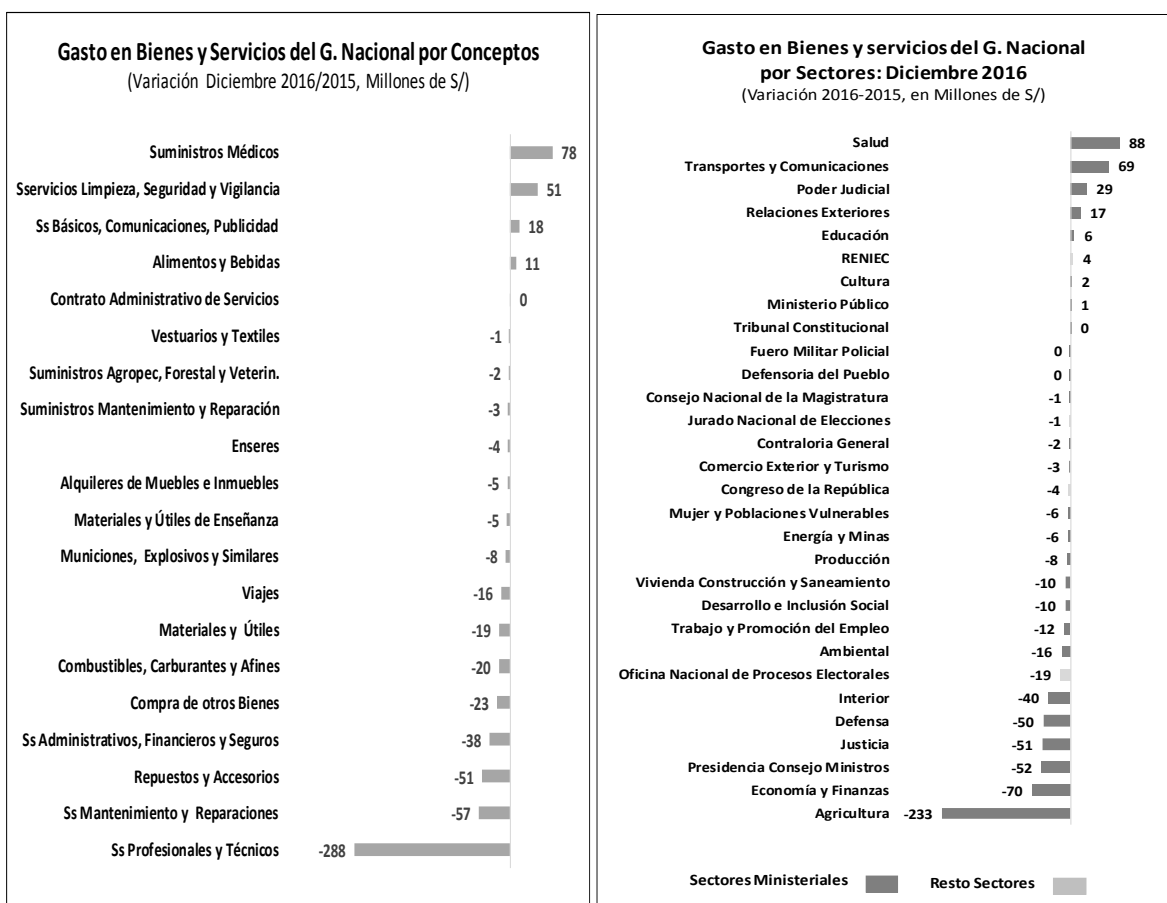 Gasto en Bienes y Servicios del G. Nacional por Conceptos
(Variación Diciembre 2016/2015, Millones de S/)
Suministros Médicos 78
Sservicios Limpieza, Seguridad y Vigilancia 51
Ss Básicos, Comunicaciones, Publicidad 18
Alimentos y Bebidas 11
Contrato Administrativo de Servicios 0
Vestuarios y Textiles -1
Suministros Agropec, Forestal y Veterin. -2
Suministros Mantenimiento y Reparación -3
Enseres -4
Alquileres de Muebles e Inmuebles -5
Materiales y Útiles de Enseñanza -5
Municiones, Explosivos y Similares -8
Viajes -16
Materiales y Útiles -19
Combustibles, Carburantes y Afines -20
Compra de otros Bienes -23
Ss Administrativos, Financieros y Seguros -38
Repuestos y Accesorios -51
Ss Mantenimiento y Reparaciones -57
Ss Profesionales y Técnicos -288
Gasto en Bienes y servicios del G. Nacional
por Sectores: Diciembre 2016
(Variación 2016-2015, en Millones de S/)
Salud 88
Transportes y Comunicaciones 69
Poder Judicial 29
Relaciones Exteriores 17
Educación 6
RENIEC 4
Cultura 2
Ministerio Público 1
Tribunal Constitucional 0
Fuero Militar Policial 0
Defensoria del Pueblo 0
Consejo Nacional de la Magistratura -1
Jurado Nacional de Elecciones -1
Contraloria General -2
Comercio Exterior y Turismo -3
Congreso de la República -4
Mujer y Poblaciones Vulnerables -6
Energía y Minas -6
Producción -8
Vivienda Construcción y Saneamiento -10
Desarrollo e Inclusión Social -10
Trabajo y Promoción del Empleo -12
Ambiental -16
Oficina Nacional de Procesos Electorales -19
Interior -40
Defensa -50
Justicia -51
Presidencia Consejo Ministros -52
Economía y Finanzas -70
Agricultura -233
Sectores Ministeriales Resto Sectores